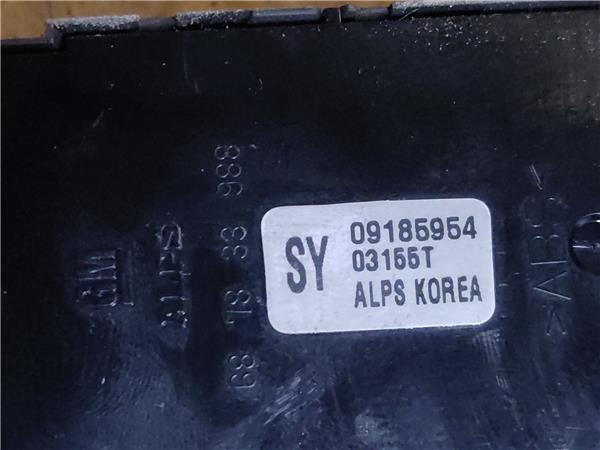 GM
ALPS
68 78 33 988
SY
09185954
03155T
ALPS KOREA
>ABS<